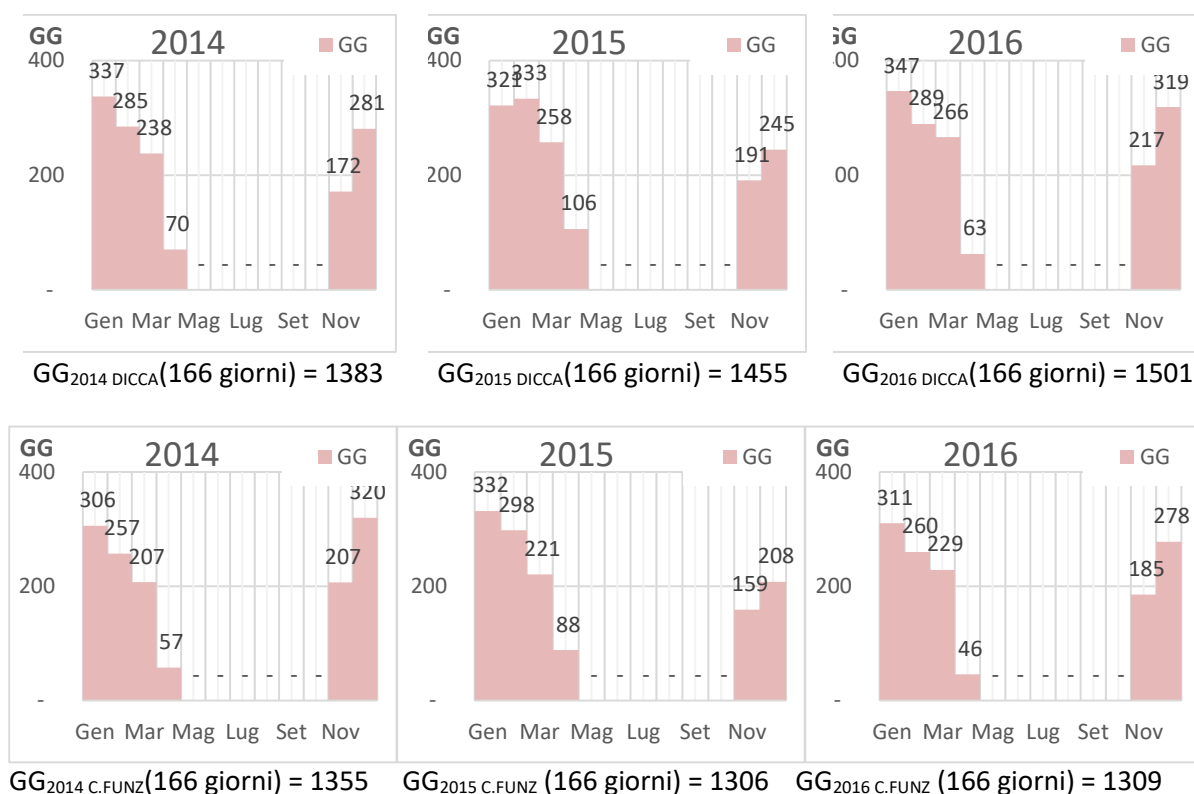 GG 2014 GG
400
337
285
238
281
200
172
70
- - - - - -
-
Gen Mar Mag Lug Set Nov
GG2014 DICCA(166 giorni) = 1383
GG 2015 GG
400
321
333
258
245
200
191
106
- - - - - -
-
Gen Mar Mag Lug Set Nov
GG2015 DICCA(166 giorni) = 1455
GG 2016 GG
00
347
289
266
319
00
217
63
- - - - - -
-
Gen Mar Mag Lug Set Nov
GG2016 DICCA(166 giorni) = 1501
GG 2014 GG
400
306
257
207
320
200
207
57
- - - - - -
-
Gen Mar Mag Lug Set Nov
GG2014 C.FUNZ(166 giorni) = 1355
GG 2015 GG
400
332
298
221
208
200
159
88
- - - - - -
-
Gen Mar Mag Lug Set Nov
GG2015 C.FUNZ (166 giorni) = 1306
GG 2016 GG
400
311
260
229
278
200
185
46
- - - - - -
-
Gen Mar Mag Lug Set Nov
GG2016 C.FUNZ (166 giorni) = 1309